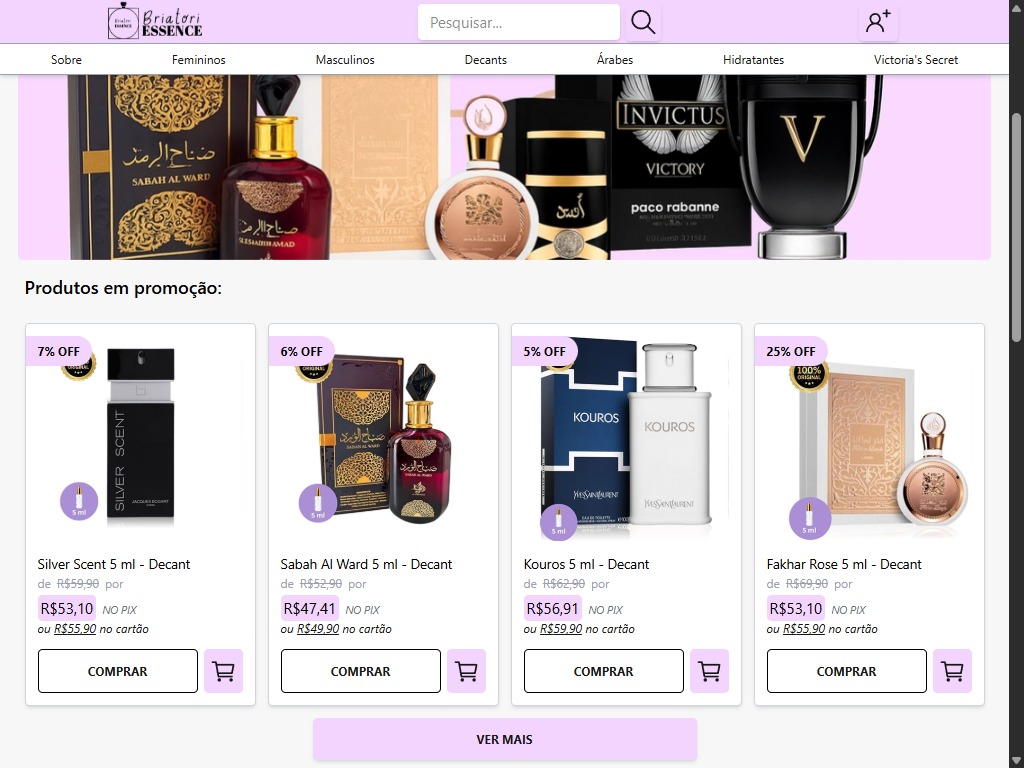 Briatori
ESSENCE
Pesquisar...
Sobre
Femininos
Masculinos
Decants
Árabes
Hidratantes
Victoria's Secret
SABAH AL WARD
INVICTUS
VICTORY
paco rabanne
V
Produtos em promoção:
7% OFF
ORIGINAL
SILVER SCENT
JACQUES BOGART
5 ml
Silver Scent 5 ml - Decant
de R$59,90 por
R$53,10 NO PIX
ou R$55,90 no cartão
COMPRAR
6% OFF
ORIGINAL
SABAH AL WARD
5 ml
Sabah Al Ward 5 ml - Decant
de R$52,90 por
R$47,41 NO PIX
ou R$49,90 no cartão
COMPRAR
5% OFF
KOUROS
KOUROS
YVES SAINT LAURENT
YVES SAINT LAURENT
EAU DE TOILETTE
5 ml
Kouros 5 ml - Decant
de R$62,90 por
R$56,91 NO PIX
ou R$59,90 no cartão
COMPRAR
25% OFF
100%
ORIGINAL
5 ml
Fakhar Rose 5 ml - Decant
de R$69,90 por
R$53,10 NO PIX
ou R$55,90 no cartão
COMPRAR
VER MAIS